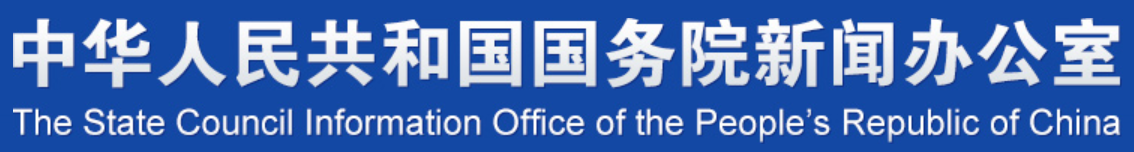 中华人民共和国国务院新闻办公室
The State Council Information Office of the People’s Republic of China